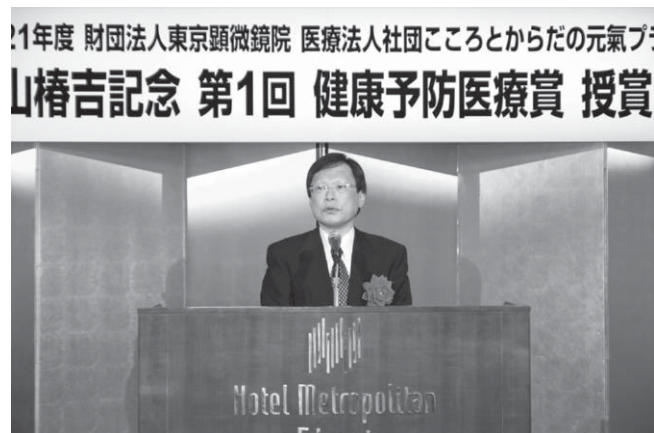 21年度 財団法人東京顕微鏡院 医療法人社団こころとからだの元氣プラ
山椿吉記念 第1回 健康予防医療賞 授賞
Hotel Metropolitan